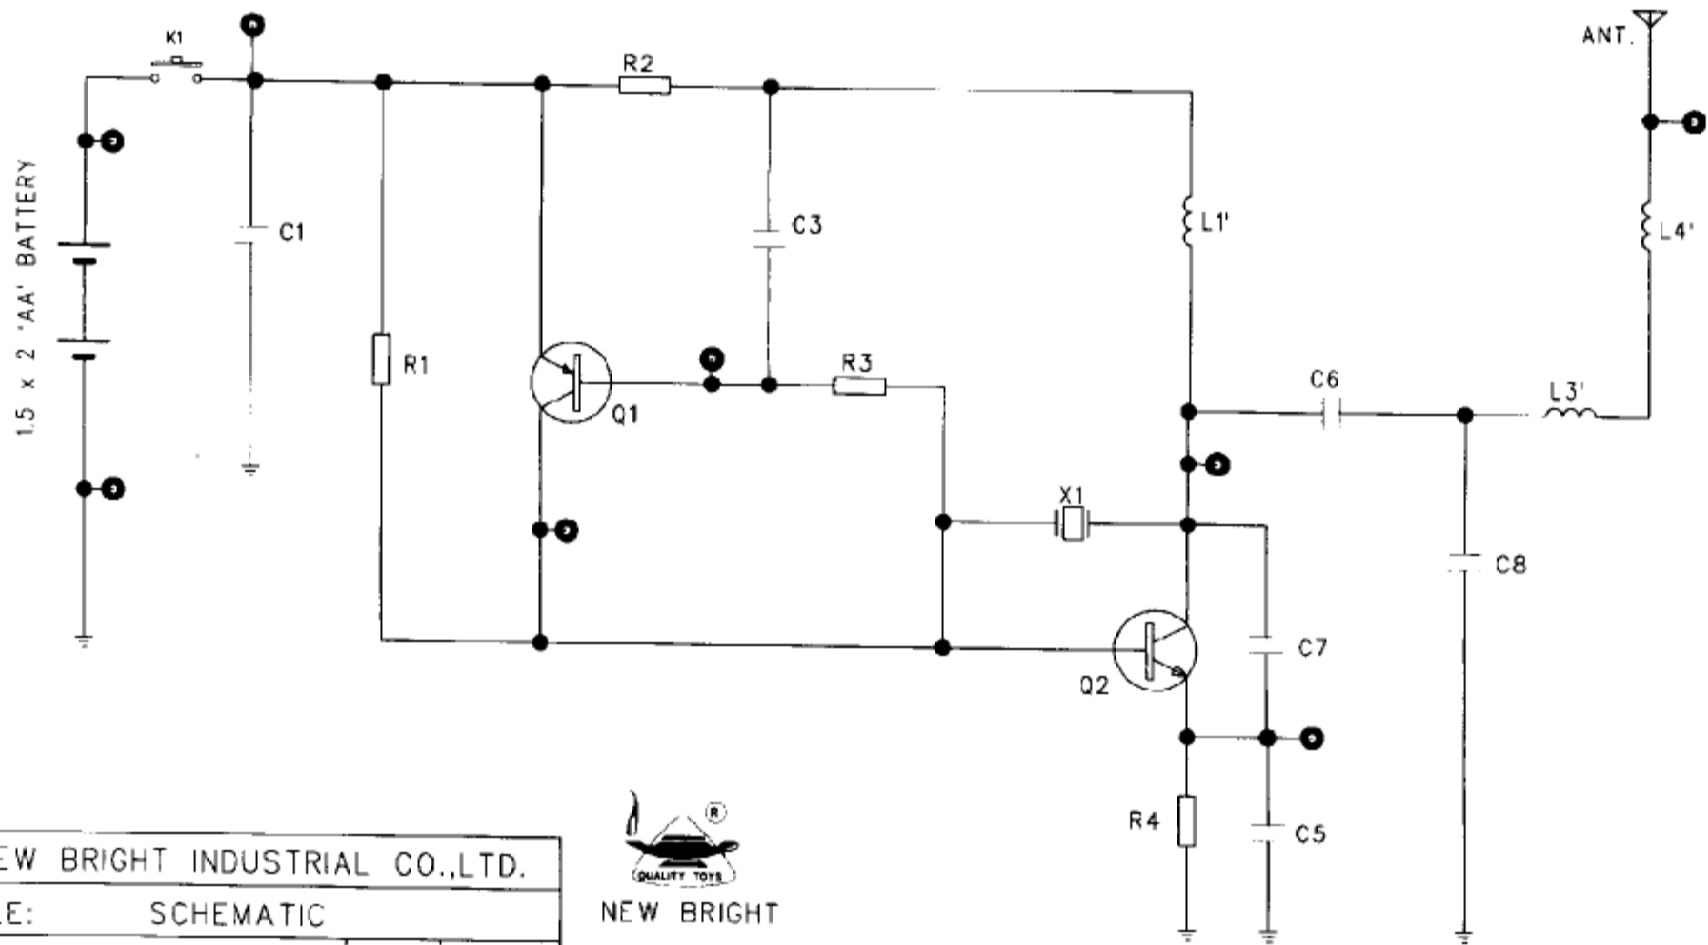 K1
R2
ANT.
1.5 x 2 'AA' BATTERY
C1
C3
L1'
L4'
R1
R3
Q1
C6
L3'
X1
C8
C7
Q2
R4
C5
EW BRIGHT INDUSTRIAL CO.,LTD.
LE: SCHEMATIC
®
QUALITY TOYS
NEW BRIGHT